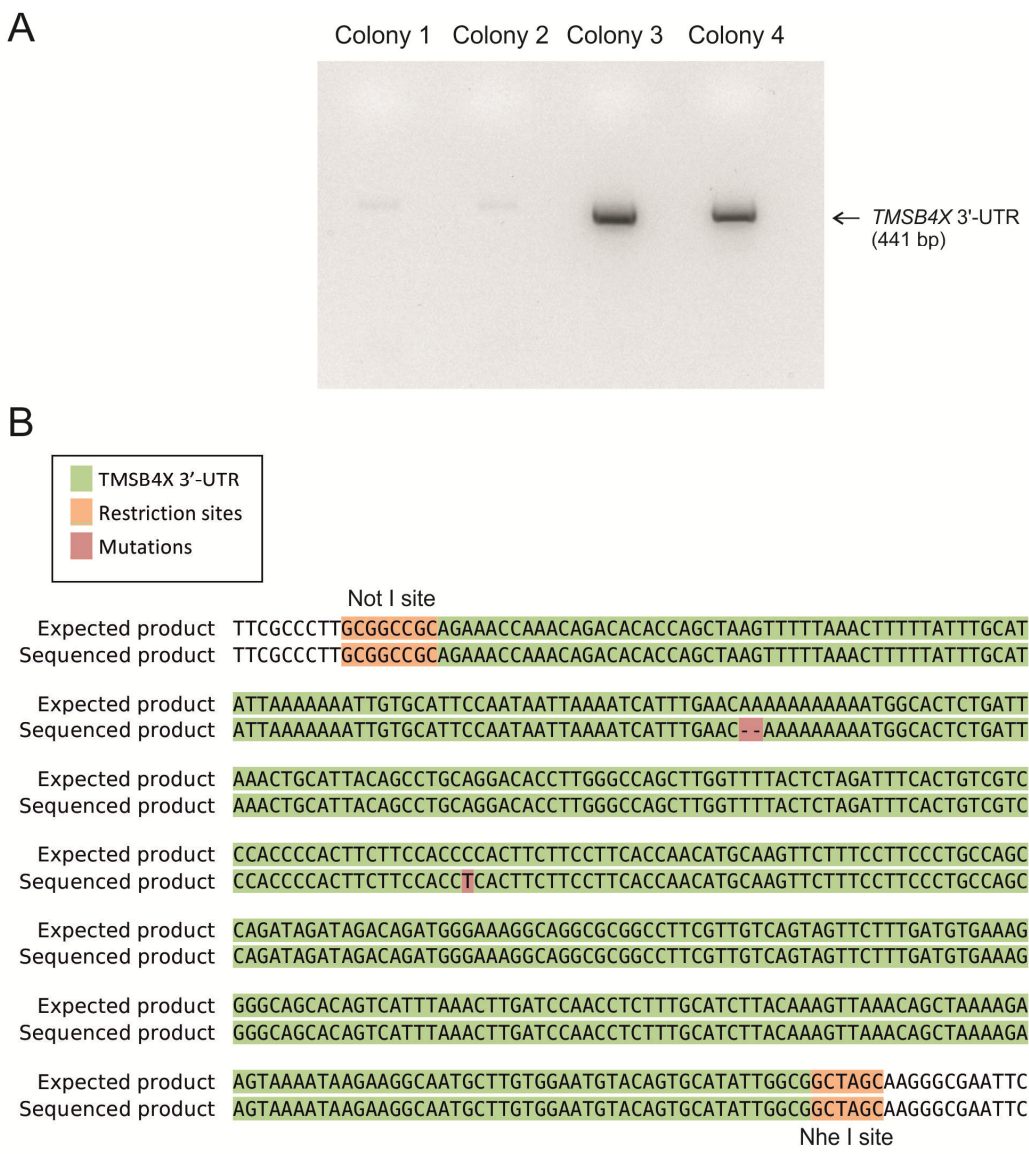 A
Colony 1 Colony 2 Colony 3 Colony 4
← TMSB4X 3'-UTR
(441 bp)
B
TMSB4X 3’-UTR
Restriction sites
Mutations
Not I site
Expected product TTCGCCCTTGCGGCCGCAGAAACCAAACAGACACACCAGCTAAGTTTTTAAACTTTTTATTTGCAT
Sequenced product TTCGCCCTTGCGGCCGCAGAAACCAAACAGACACACCAGCTAAGTTTTTAAACTTTTTATTTGCAT
Expected product ATTAAAAAAATTGTGCATTCCAATAATTAAAATCATTTGAACAAAAAAAAAAAATGGCACTCTGATT
Sequenced product ATTAAAAAAATTGTGCATTCCAATAATTAAAATCATTTGAAC--AAAAAAAAAATGGCACTCTGATT
Expected product AAACTGCATTACAGCCTGCAGGACACCTTGGGCCAGCTTGGTTTTACTCTAGATTTCACTGTCGTC
Sequenced product AAACTGCATTACAGCCTGCAGGACACCTTGGGCCAGCTTGGTTTTACTCTAGATTTCACTGTCGTC
Expected product CCACCCCACTTCTTCCACCCCACTTCTTCCTTCACCAACATGCAAGTTCTTTCCTTCCCTGCCAGC
Sequenced product CCACCCCACTTCTTCCACCTCACTTCTTCCTTCACCAACATGCAAGTTCTTTCCTTCCCTGCCAGC
Expected product CAGATAGATAGACAGATGGGAAAGGCAGGCGCGGCCTTCGTTGTCAGTAGTTCTTTGATGTGAAAG
Sequenced product CAGATAGATAGACAGATGGGAAAGGCAGGCGCGGCCTTCGTTGTCAGTAGTTCTTTGATGTGAAAG
Expected product GGGCAGCACAGTCATTTAAACTTGATCCAACCTCTTTGCATCTTACAAAGTTAAACAGCTAAAAGA
Sequenced product GGGCAGCACAGTCATTTAAACTTGATCCAACCTCTTTGCATCTTACAAAGTTAAACAGCTAAAAGA
Expected product AGTAAAATAAGAAGGCAATGCTTGTGGAATGTACAGTGCATATTGGCGGCTAGCAAGGGCGAATTC
Sequenced product AGTAAAATAAGAAGGCAATGCTTGTGGAATGTACAGTGCATATTGGCGGCTAGCAAGGGCGAATTC
Nhe I site